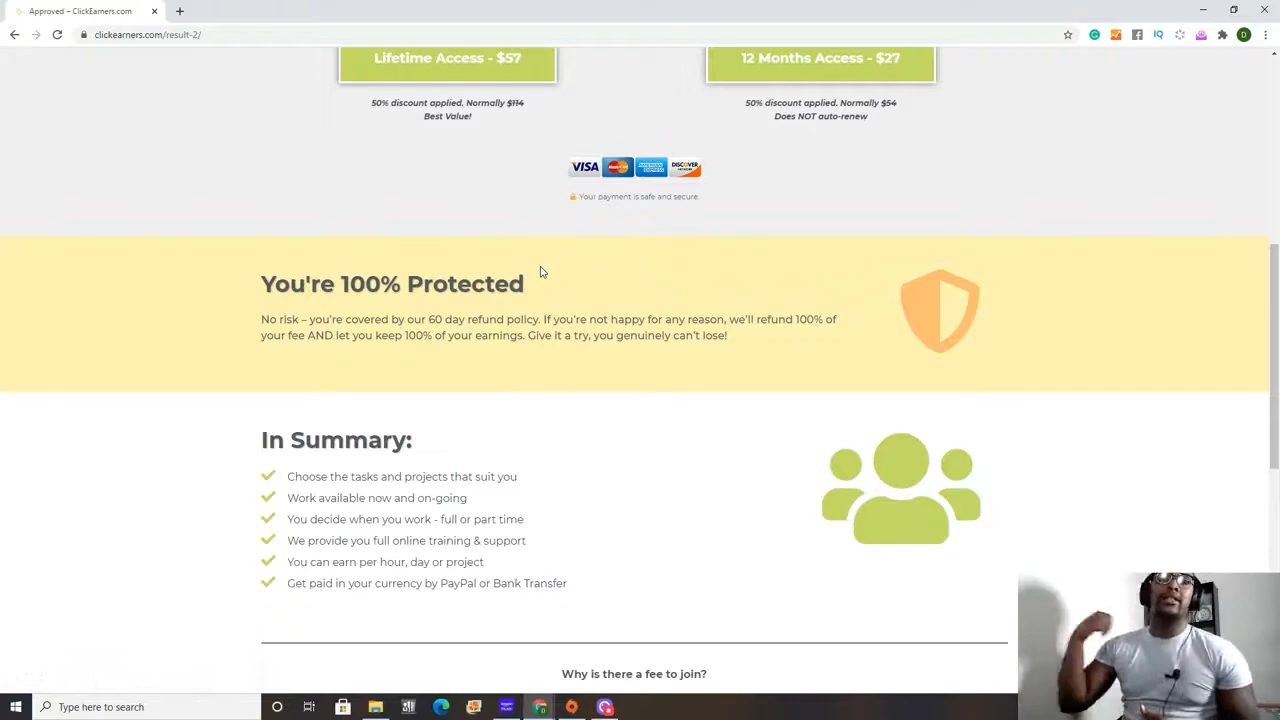 Approved – ClickEarners.com
clickearners.com/result-2/
Lifetime Access - $57
12 Months Access - $27
50% discount applied. Normally $114
Best Value!
50% discount applied. Normally $54
Does NOT auto-renew
VISA
MasterCard
AMERICAN EXPRESS
DISCOVER
NETWORK
Your payment is safe and secure.
You're 100% Protected
No risk – you're covered by our 60 day refund policy. If you're not happy for any reason, we'll refund 100% of
your fee AND let you keep 100% of your earnings. Give it a try, you genuinely can't lose!
In Summary:
Choose the tasks and projects that suit you
Work available now and on-going
You decide when you work - full or part time
We provide you full online training & support
You can earn per hour, day or project
Get paid in your currency by PayPal or Bank Transfer
Why is there a fee to join?
Type here to search